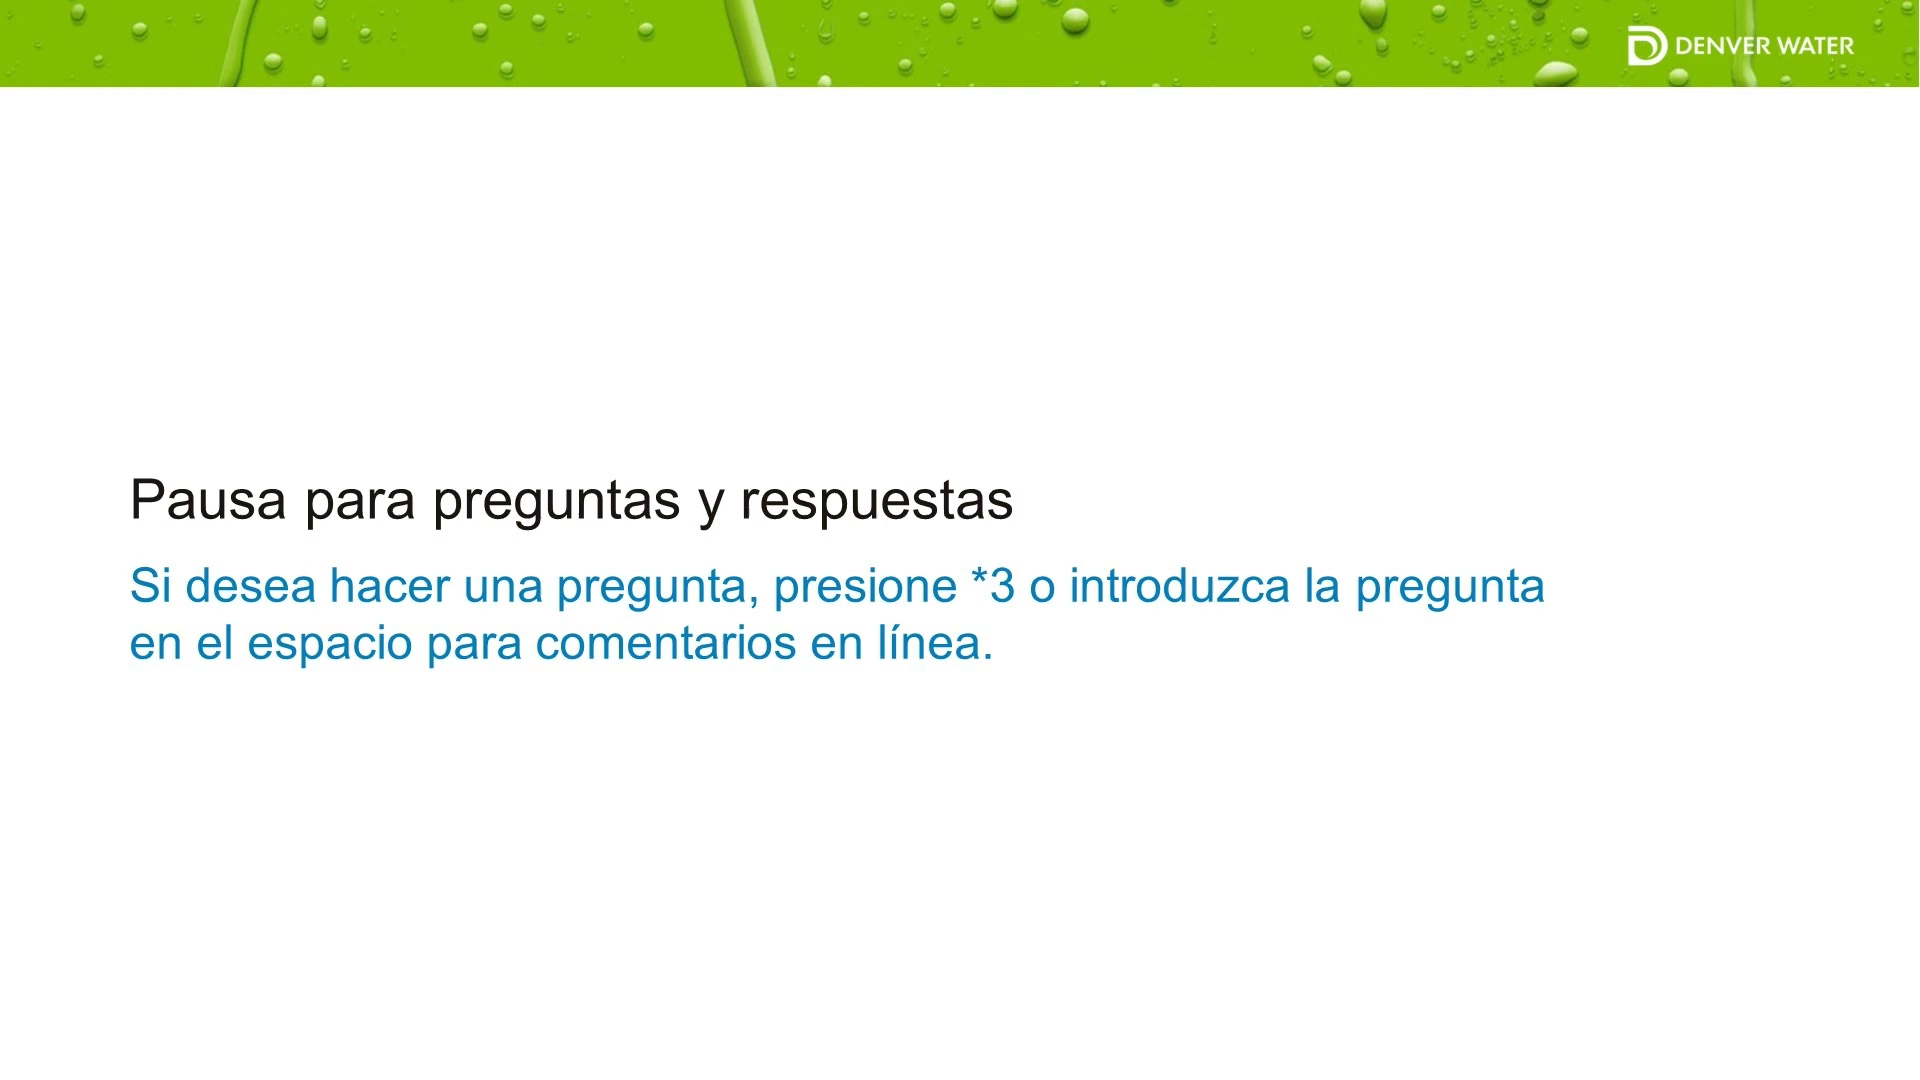 DENVER WATER
Pausa para preguntas y respuestas
Si desea hacer una pregunta, presione *3 o introduzca la pregunta
en el espacio para comentarios en línea.